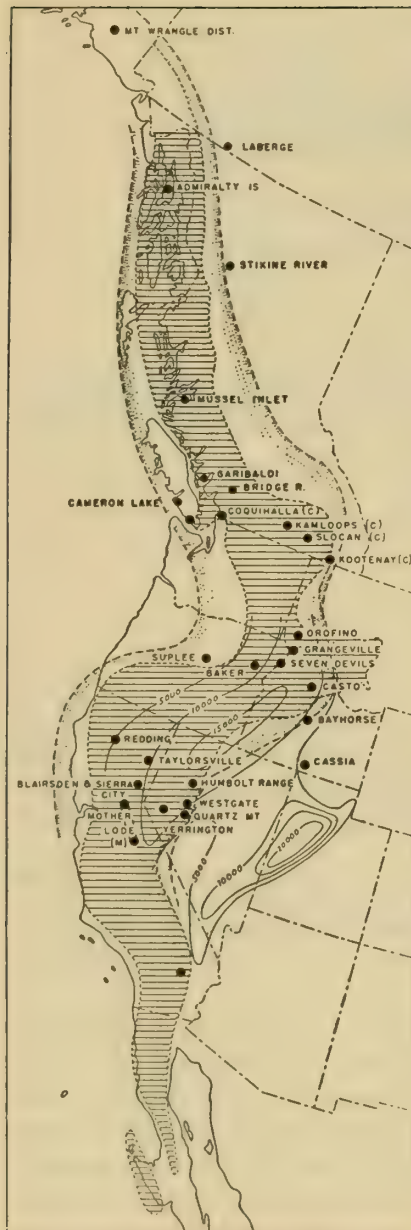 MT WRANGLE DIST.
LABERGE
ADMIRALTY IS
STIKINE RIVER
MUSSEL INLET
GARIBALDI
BRIDGE R.
CAMERON LAKE
COQUIHALLA (C)
KAMLOOPS (C)
SLOCAN (C)
KOOTENAY (C)
OROFINO
GRANGEVILLE
SUPLEE
SEVEN DEVILS
BAKER
CASTO
5000
10000
15000
BAYHORSE
REDDING
TAYLORSVILLE
CASSIA
BLAIRSDEN & SIERRA
CITY
HUMBOLT RANGE
MOTHER
LODE
(M)
WESTGATE
QUARTZ MT
YERRINGTON
5000
10000
10000